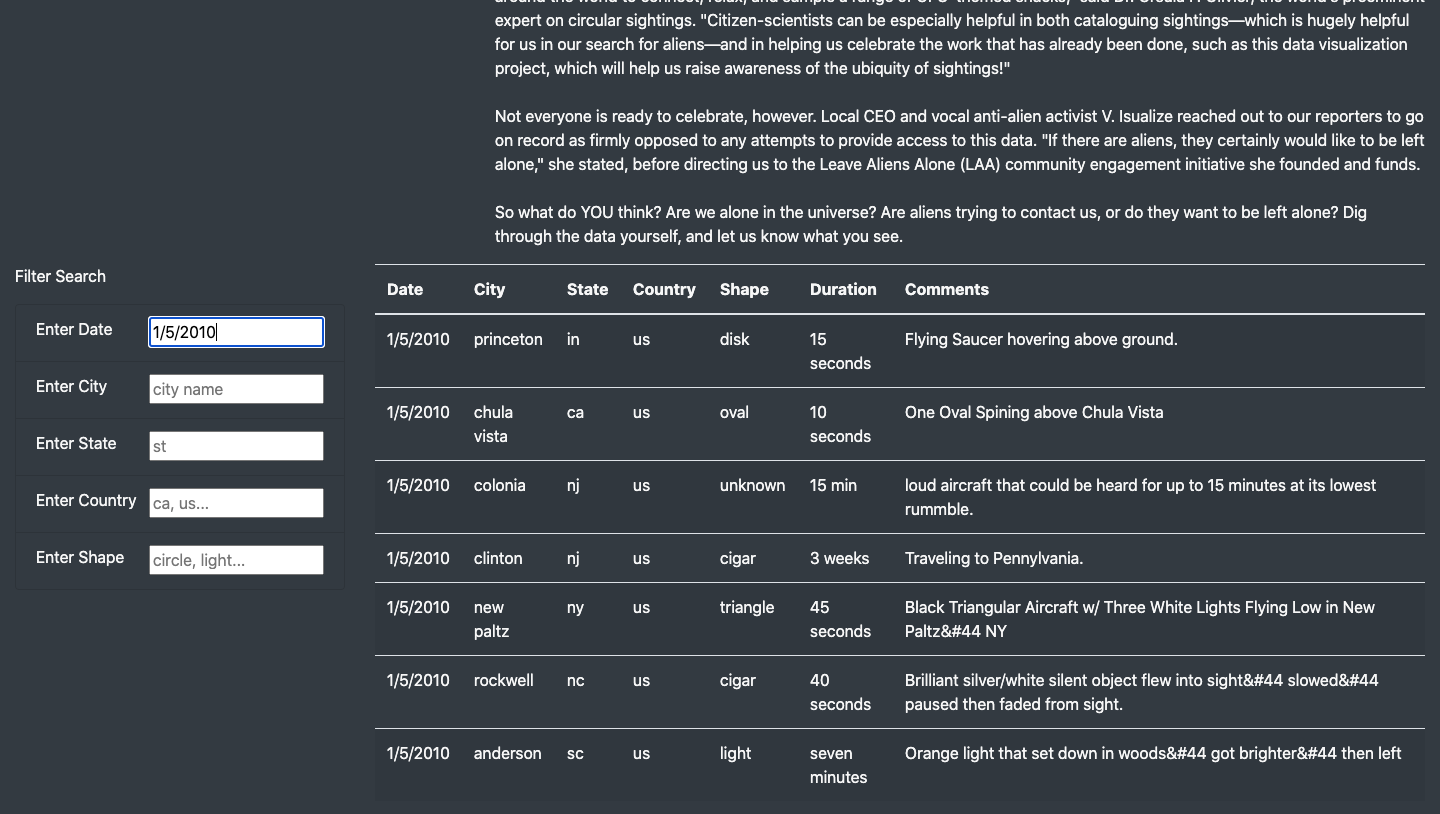 expert on circular sightings. "Citizen-scientists can be especially helpful in both cataloguing sightings—which is hugely helpful
for us in our search for aliens—and in helping us celebrate the work that has already been done, such as this data visualization
project, which will help us raise awareness of the ubiquity of sightings!"
Not everyone is ready to celebrate, however. Local CEO and vocal anti-alien activist V. Isualize reached out to our reporters to go
on record as firmly opposed to any attempts to provide access to this data. "If there are aliens, they certainly would like to be left
alone," she stated, before directing us to the Leave Aliens Alone (LAA) community engagement initiative she founded and funds.
So what do YOU think? Are we alone in the universe? Are aliens trying to contact us, or do they want to be left alone? Dig
through the data yourself, and let us know what you see.
Filter Search
Enter Date 1/5/2010
Enter City city name
Enter State st
Enter Country ca, us...
Enter Shape circle, light...
Date City State Country Shape Duration Comments
1/5/2010 princeton in us disk 15 Flying Saucer hovering above ground.
seconds
1/5/2010 chula ca us oval 10 One Oval Spining above Chula Vista
vista seconds
1/5/2010 colonia nj us unknown 15 min loud aircraft that could be heard for up to 15 minutes at its lowest
rummble.
1/5/2010 clinton nj us cigar 3 weeks Traveling to Pennylvania.
1/5/2010 new ny us triangle 45 Black Triangular Aircraft w/ Three White Lights Flying Low in New
paltz seconds Paltz&#44 NY
1/5/2010 rockwell nc us cigar 40 Brilliant silver/white silent object flew into sight&#44 slowed&#44
seconds paused then faded from sight.
1/5/2010 anderson sc us light seven Orange light that set down in woods&#44 got brighter&#44 then left
minutes